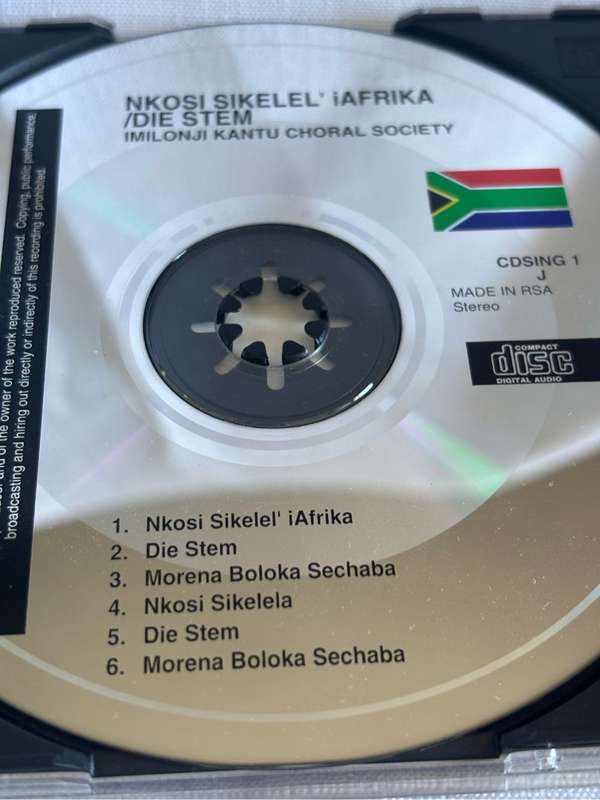 NKOSI SIKELEL' iAFRIKA
/DIE STEM
IMILONJI KANTU CHORAL SOCIETY
CDSING 1
J
MADE IN RSA
Stereo
COMPACT
disc
DIGITAL AUDIO
1. Nkosi Sikelel' iAfrika
2. Die Stem
3. Morena Boloka Sechaba
4. Nkosi Sikelela
5. Die Stem
6. Morena Boloka Sechaba
and of the owner of the work reproduced reserved. Copying, public performance,
broadcasting and hiring out directly or indirectly of this recording is prohibited.